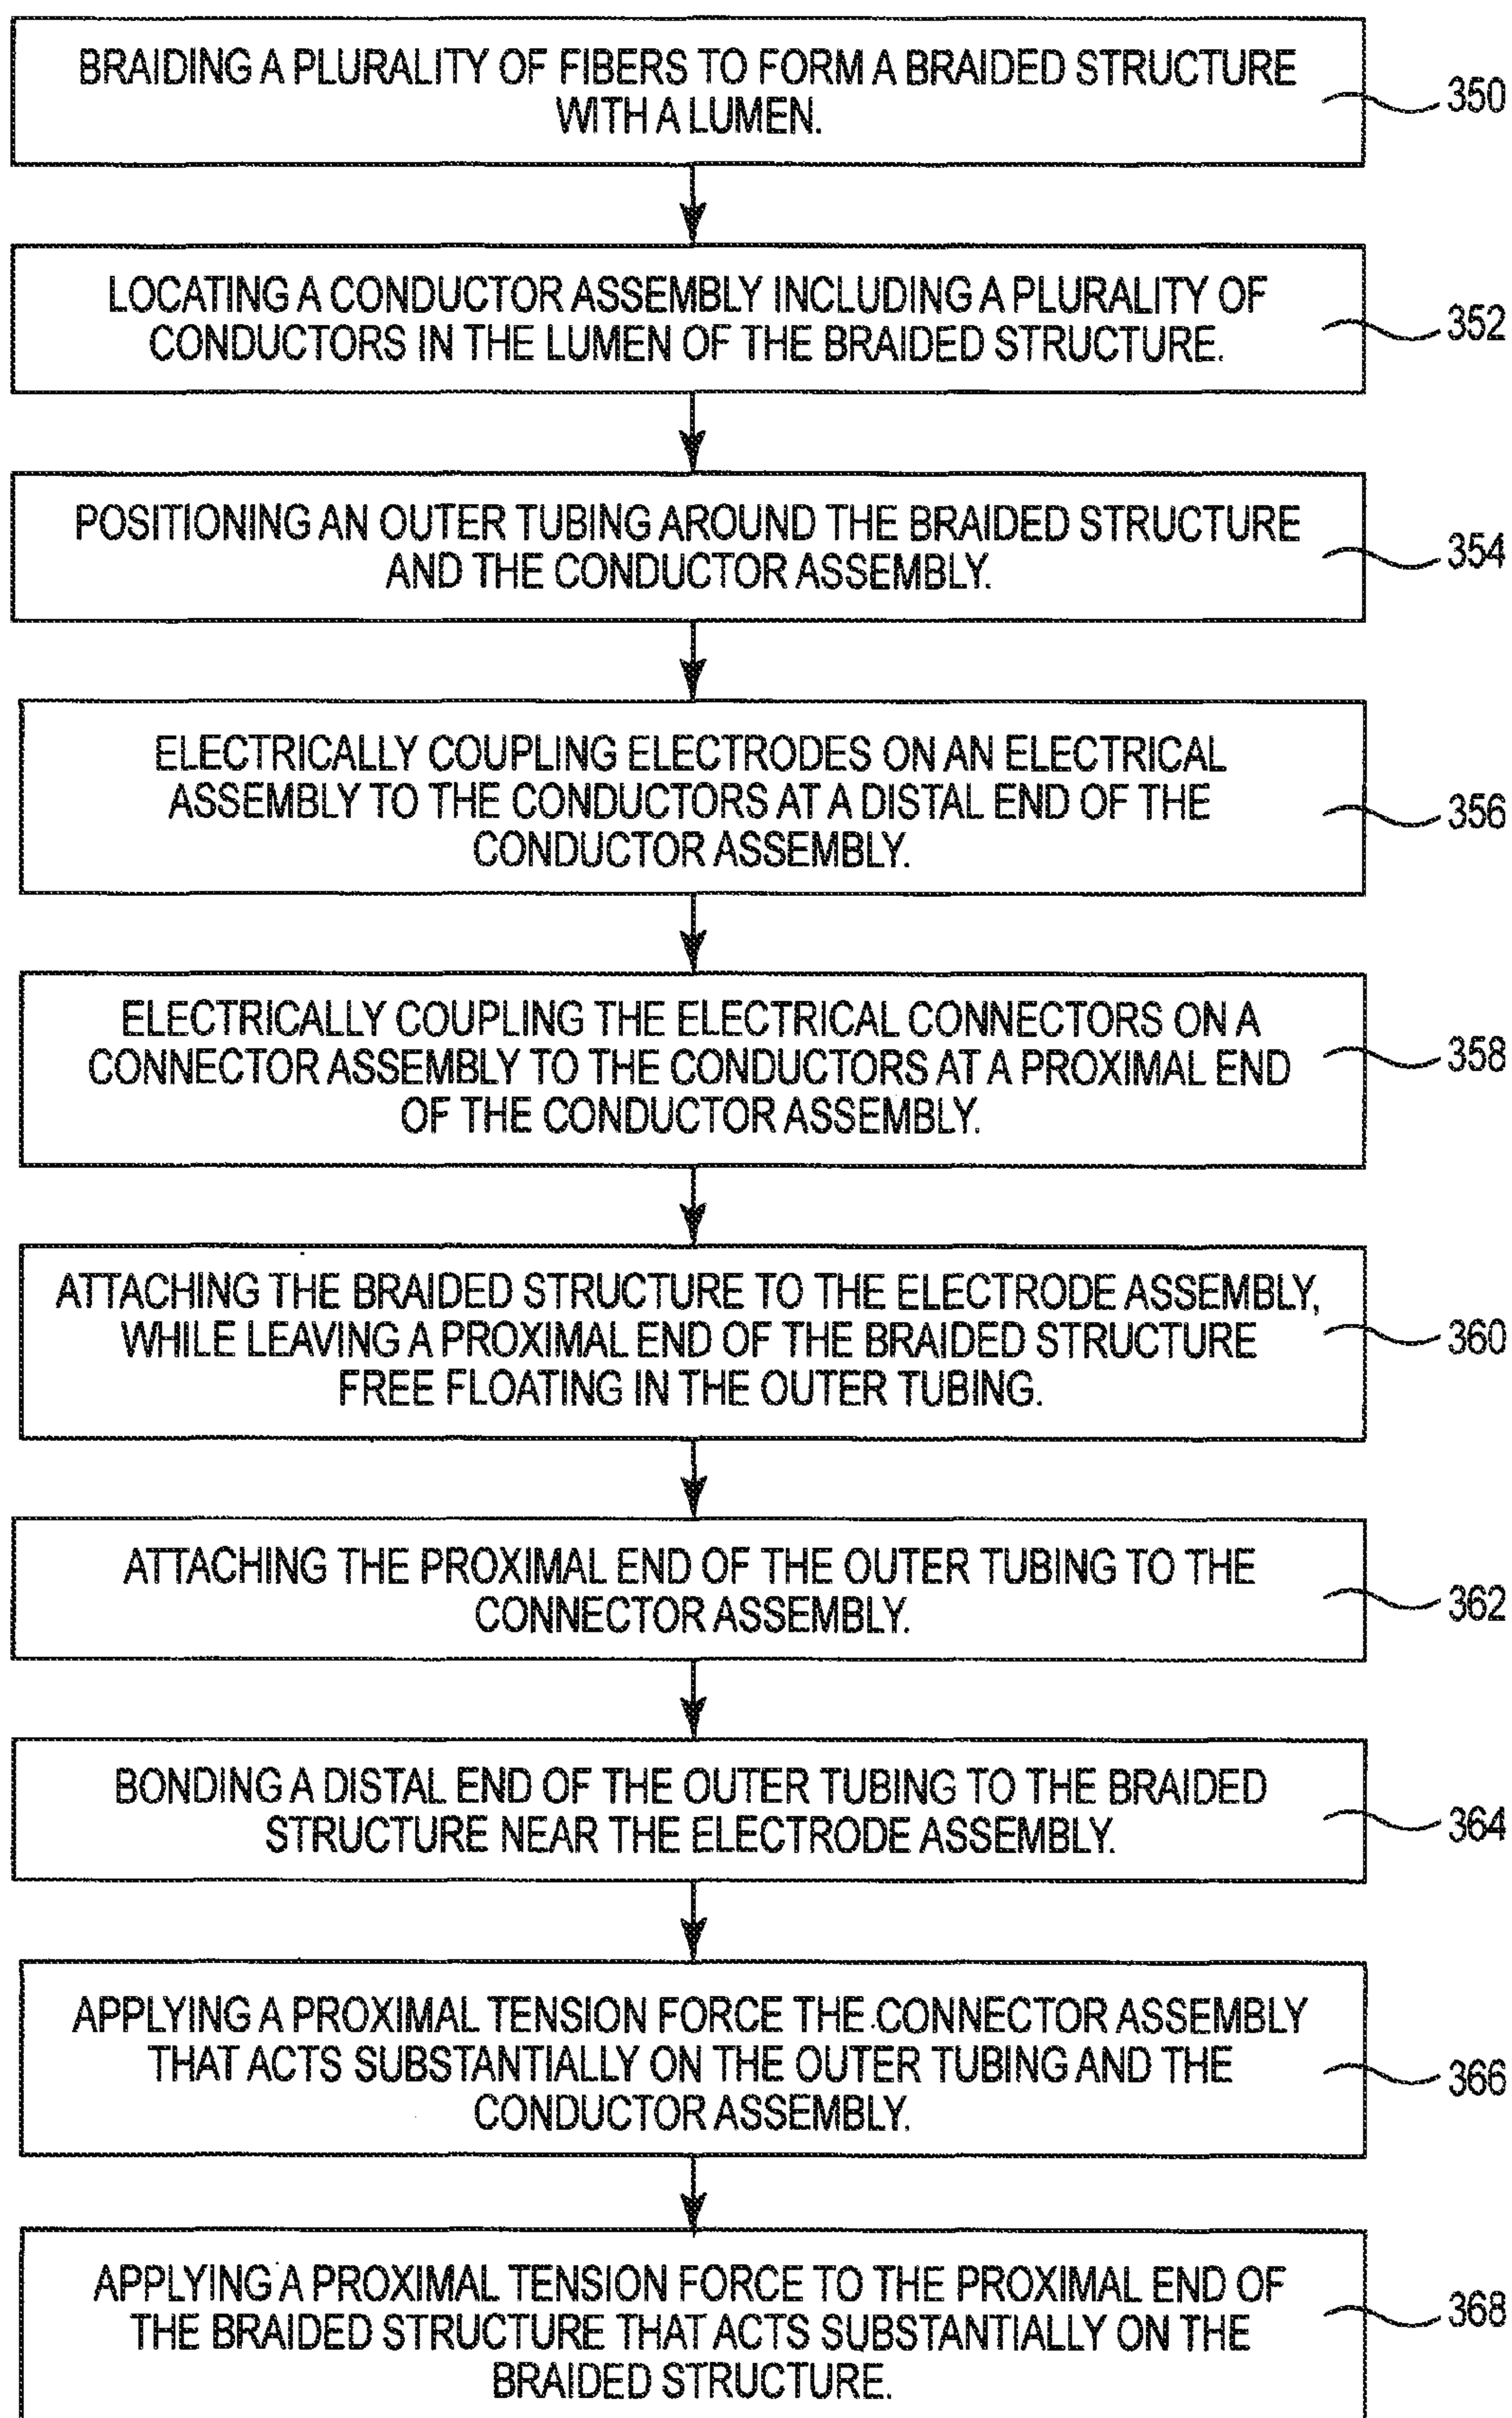 BRAIDING A PLURALITY OF FIBERS TO FORM A BRAIDED STRUCTURE
WITH A LUMEN.
350
LOCATING A CONDUCTOR ASSEMBLY INCLUDING A PLURALITY OF
CONDUCTORS IN THE LUMEN OF THE BRAIDED STRUCTURE.
352
POSITIONING AN OUTER TUBING AROUND THE BRAIDED STRUCTURE
AND THE CONDUCTOR ASSEMBLY.
354
ELECTRICALLY COUPLING ELECTRODES ON AN ELECTRICAL
ASSEMBLY TO THE CONDUCTORS AT A DISTAL END OF THE
CONDUCTOR ASSEMBLY.
356
ELECTRICALLY COUPLING THE ELECTRICAL CONNECTORS ON A
CONNECTOR ASSEMBLY TO THE CONDUCTORS AT A PROXIMAL END
OF THE CONDUCTOR ASSEMBLY.
358
ATTACHING THE BRAIDED STRUCTURE TO THE ELECTRODE ASSEMBLY,
WHILE LEAVING A PROXIMAL END OF THE BRAIDED STRUCTURE
FREE FLOATING IN THE OUTER TUBING.
360
ATTACHING THE PROXIMAL END OF THE OUTER TUBING TO THE
CONNECTOR ASSEMBLY.
362
BONDING A DISTAL END OF THE OUTER TUBING TO THE BRAIDED
STRUCTURE NEAR THE ELECTRODE ASSEMBLY.
364
APPLYING A PROXIMAL TENSION FORCE THE CONNECTOR ASSEMBLY
THAT ACTS SUBSTANTIALLY ON THE OUTER TUBING AND THE
CONDUCTOR ASSEMBLY.
366
APPLYING A PROXIMAL TENSION FORCE TO THE PROXIMAL END OF
THE BRAIDED STRUCTURE THAT ACTS SUBSTANTIALLY ON THE
BRAIDED STRUCTURE.
368